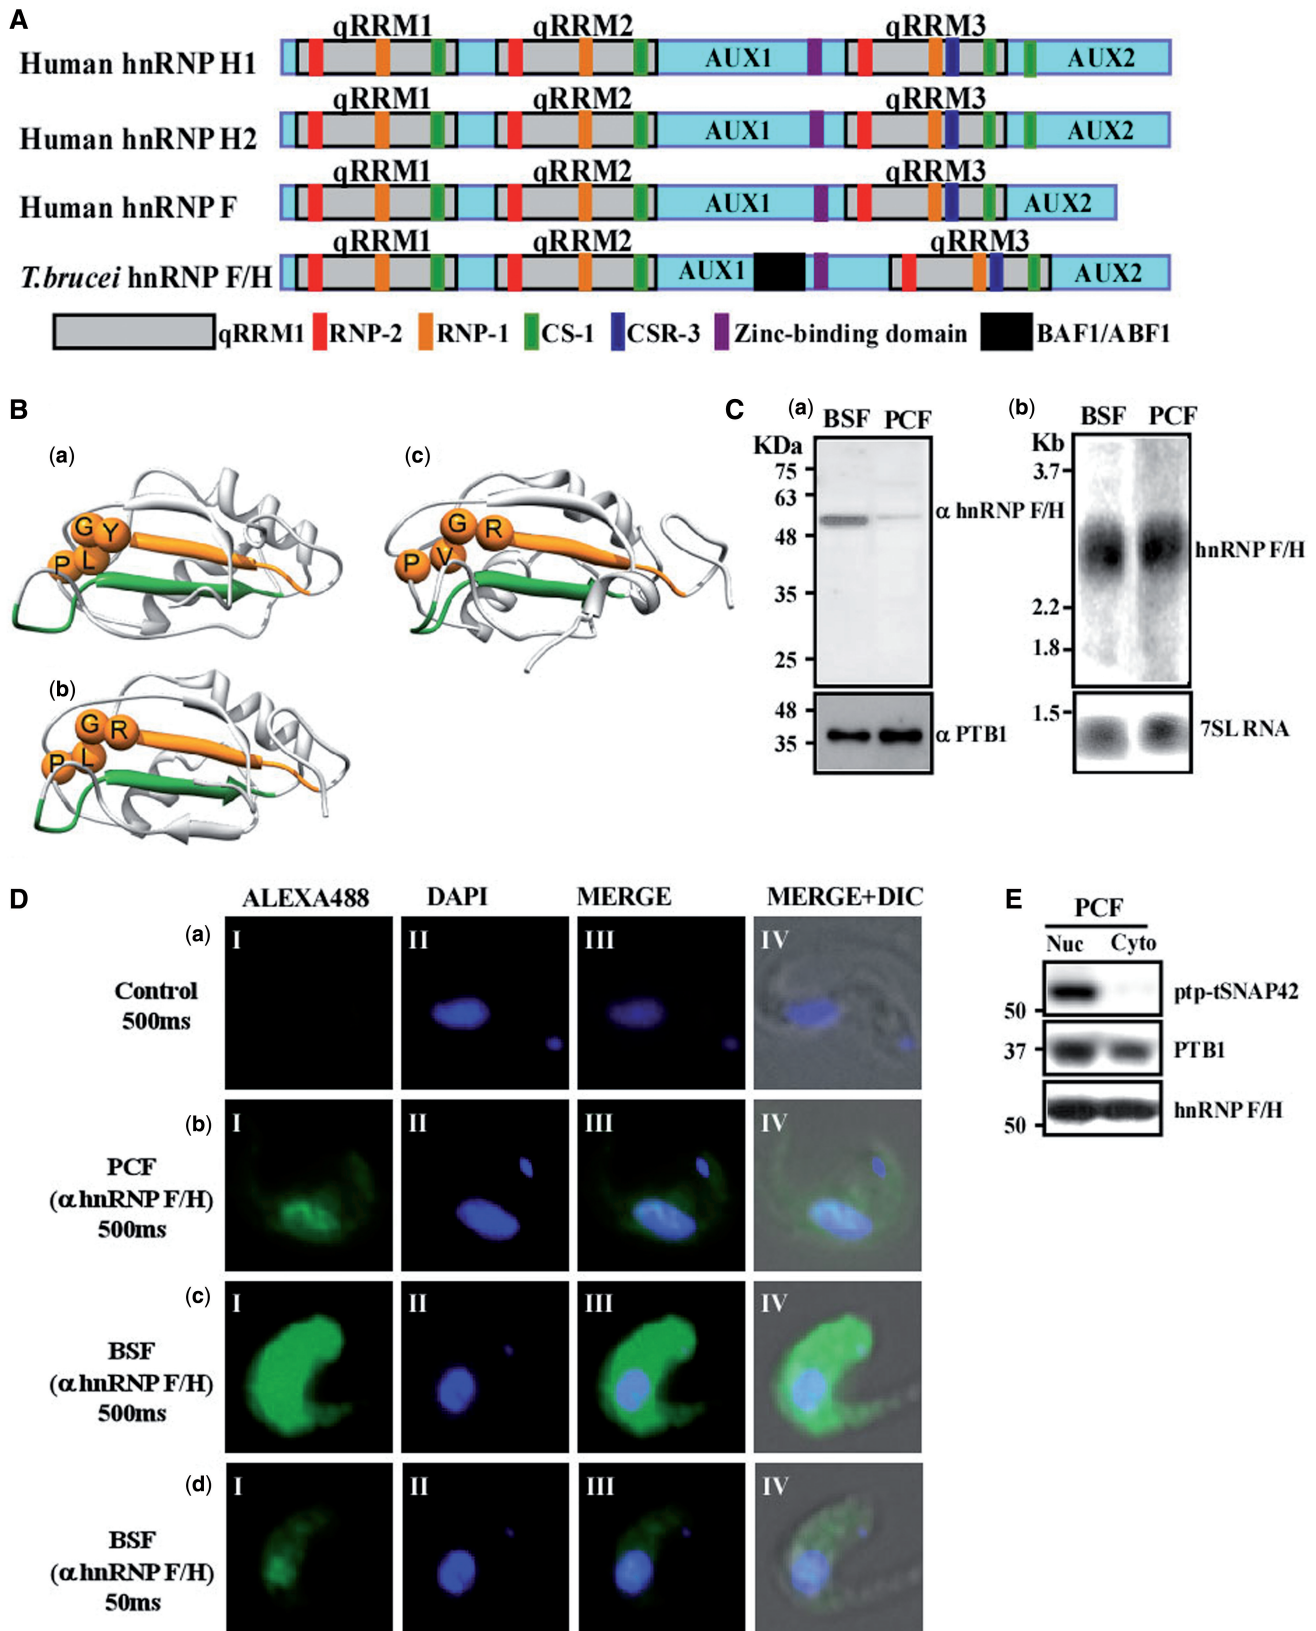 A
qRRM1 qRRM2 qRRM3
Human hnRNP H1 AUX1 AUX2
qRRM1 qRRM2 qRRM3
Human hnRNP H2 AUX1 AUX2
qRRM1 qRRM2 qRRM3
Human hnRNP F AUX1 AUX2
qRRM1 qRRM2 qRRM3
T.brucei hnRNP F/H AUX1 AUX2
qRRM1 RNP-2 RNP-1 CS-1 CSR-3 Zinc-binding domain BAF1/ABF1
B
(a)
G Y
P L
(c)
G R
P V
(b)
G R
P L
C
(a)
BSF PCF
KDa
75
63
48
35
25
α hnRNP F/H
48
35
α PTB1
(b)
BSF PCF
Kb
3.7
hnRNP F/H
2.2
1.8
1.5
7SL RNA
D
ALEXA488 DAPI MERGE MERGE+DIC
(a)
Control
500ms
I II III IV
(b)
PCF
(α hnRNP F/H)
500ms
I II III IV
(c)
BSF
(α hnRNP F/H)
500ms
I II III IV
(d)
BSF
(α hnRNP F/H)
50ms
I II III IV
E
PCF
Nuc Cyto
ptp-tSNAP42
50
37 PTB1
hnRNP F/H
50